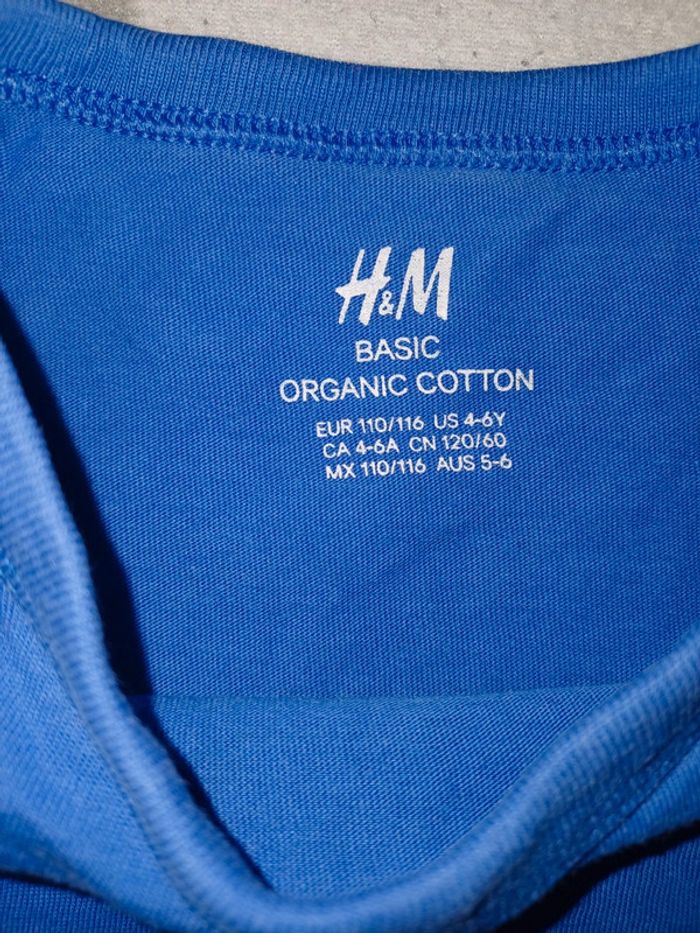 H&M
BASIC
ORGANIC COTTON
EUR 110/116 US 4-6Y
CA 4-6A CN 120/60
MX 110/116 AUS 5-6